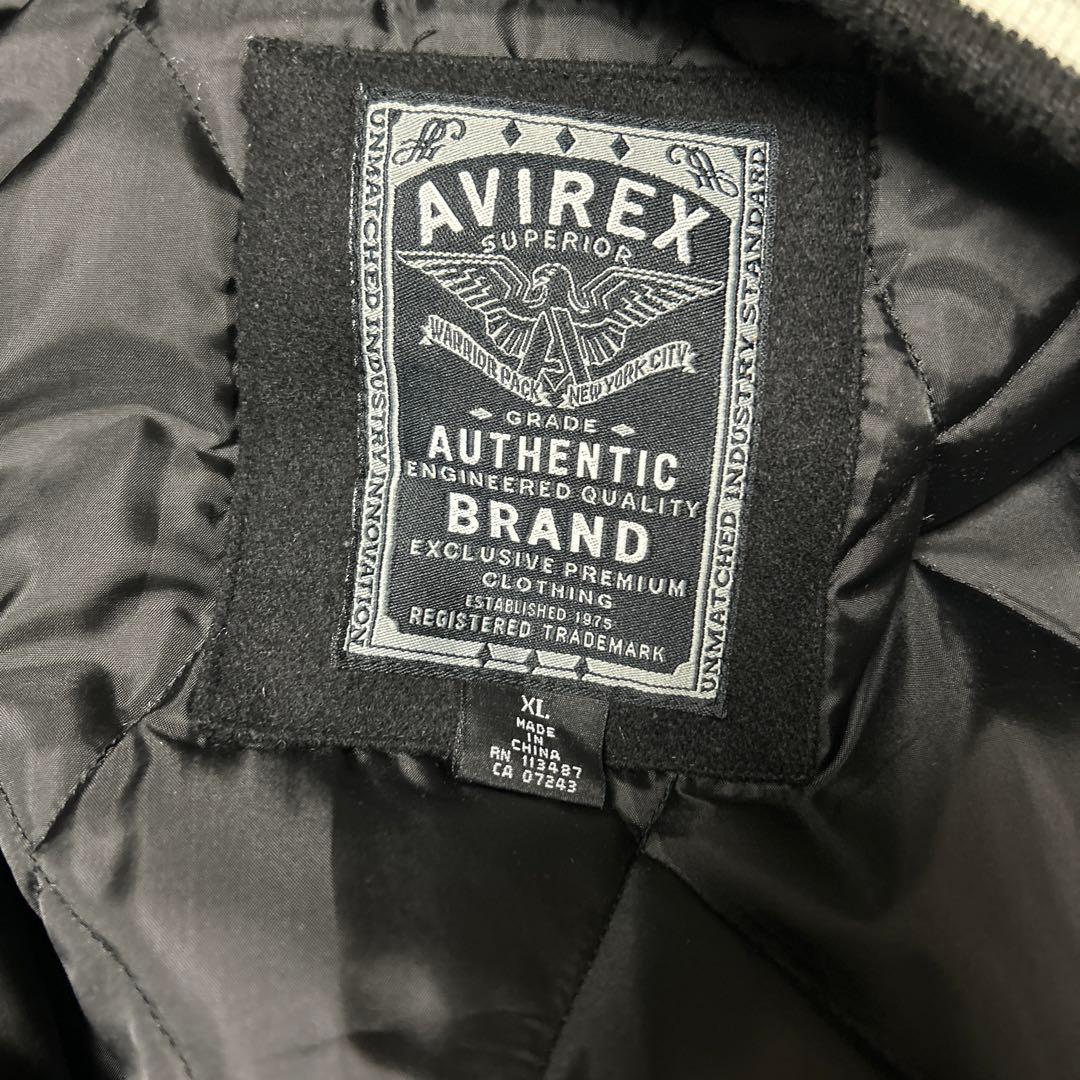 AVIREX
SUPERIOR
WARRIOR PACK NEW YORK CITY
GRADE
AUTHENTIC
ENGINEERED QUALITY
BRAND
EXCLUSIVE PREMIUM
CLOTHING
ESTABLISHED 1975
REGISTERED TRADEMARK
UNMATCHED INDUSTRY INNOVATION
UNMATCHED INDUSTRY STANDARD
XL
MADE
IN
CHINA
RN 113487
CA 07243